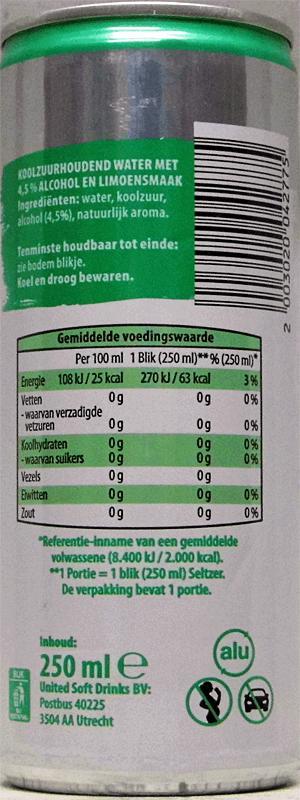 KOOLZUURHOUDEND WATER MET
4,5 % ALCOHOL EN LIMOENSMAAK
Ingrediënten: water, koolzuur,
alcohol (4,5%), natuurlijk aroma.
Tenminste houdbaar tot einde:
zie bodem blikje.
Koel en droog bewaren.
2 003020 042775
Gemiddelde voedingswaarde
Per 100 ml 1 Blik (250 ml)** % (250 ml)*
Energie 108 kJ / 25 kcal 270 kJ / 63 kcal 3 %
Vetten 0 g 0 g 0 %
- waarvan verzadigde
vetzuren 0 g 0 g 0 %
Koolhydraten 0 g 0 g 0 %
- waarvan suikers 0 g 0 g 0 %
Vezels 0 g 0 g
Eiwitten 0 g 0 g 0 %
Zout 0 g 0 g 0 %
*Referentie-inname van een gemiddelde
volwassene (8.400 kJ / 2.000 kcal).
**1 Portie = 1 blik (250 ml) Seltzer.
De verpakking bevat 1 portie.
Inhoud:
250 ml e
United Soft Drinks BV:
Postbus 40225
3504 AA Utrecht
alu
BLIK